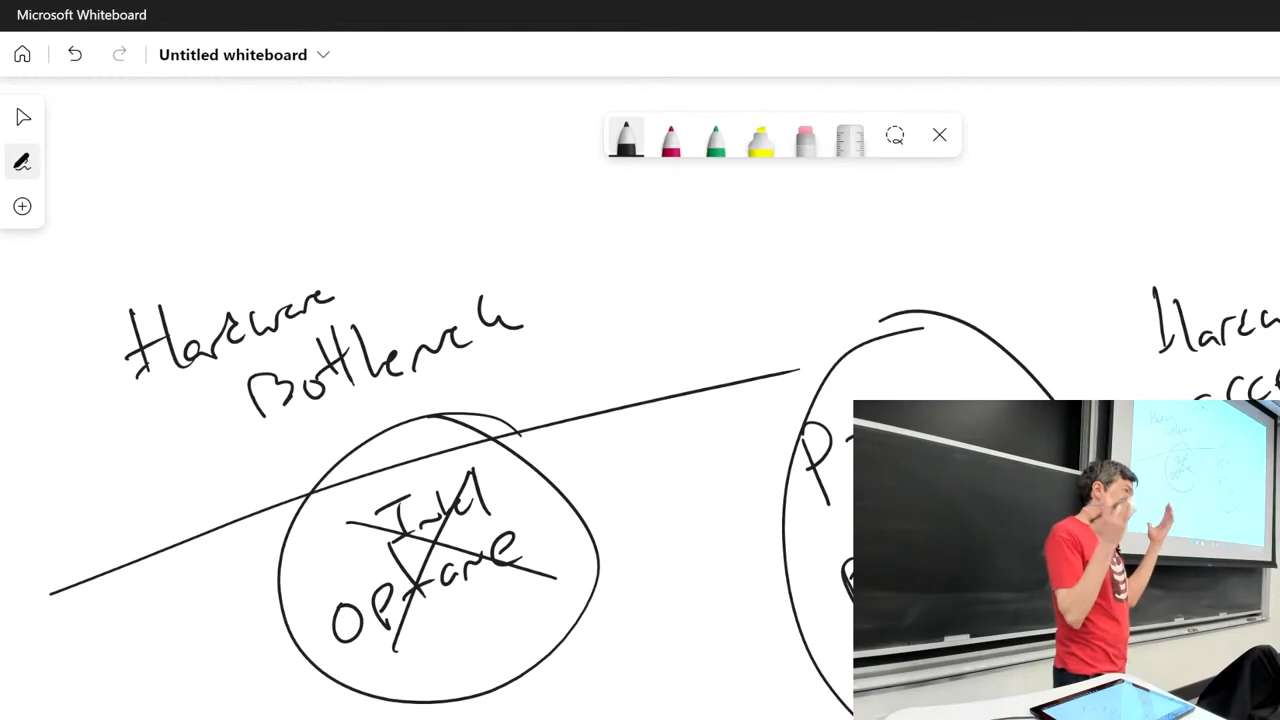 Microsoft Whiteboard
Untitled whiteboard
Hardware
Bottleneck
Intel
Optane